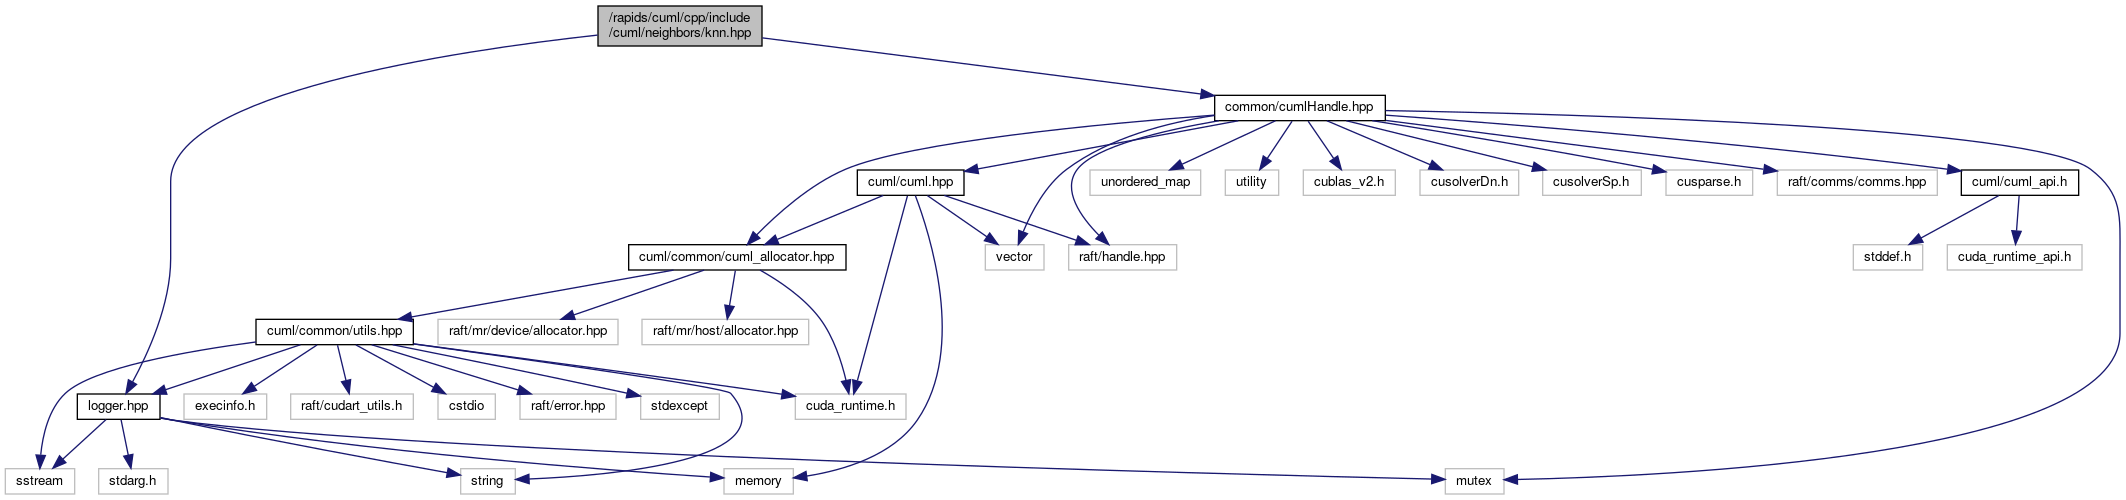 /rapids/cuml/cpp/include
/cuml/neighbors/knn.hpp
common/cumlHandle.hpp
cuml/cuml.hpp
unordered_map
utility
cublas_v2.h
cusolverDn.h
cusolverSp.h
cusparse.h
raft/comms/comms.hpp
cuml/cuml_api.h
cuml/common/cuml_allocator.hpp
vector
raft/handle.hpp
stddef.h
cuda_runtime_api.h
cuml/common/utils.hpp
raft/mr/device/allocator.hpp
raft/mr/host/allocator.hpp
logger.hpp
execinfo.h
raft/cudart_utils.h
cstdio
raft/error.hpp
stdexcept
cuda_runtime.h
sstream
stdarg.h
string
memory
mutex